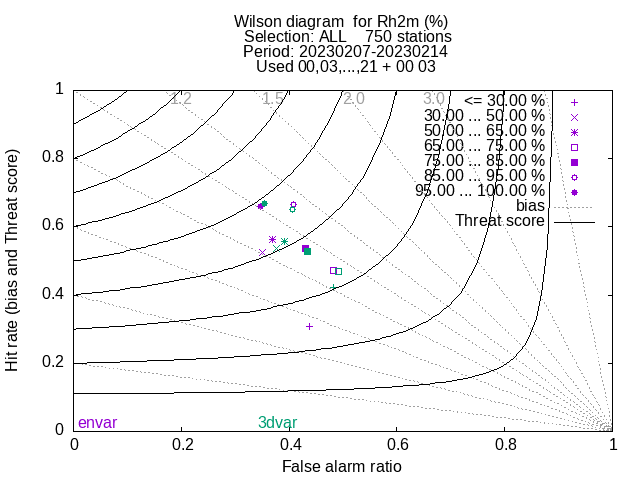 Wilson diagram for Rh2m (%)
Selection: ALL 750 stations
Period: 20230207-20230214
Used 00,03,...,21 + 00 03
1.2 1.5 2.0 3.0
<= 30.00 %
30.00 ... 50.00 %
50.00 ... 65.00 %
65.00 ... 75.00 %
75.00 ... 85.00 %
85.00 ... 95.00 %
95.00 ... 100.00 %
bias
Threat score
Hit rate (bias and Threat score)
1
0.8
0.6
0.4
0.2
0
envar 3dvar
0 0.2 0.4 0.6 0.8 1
False alarm ratio